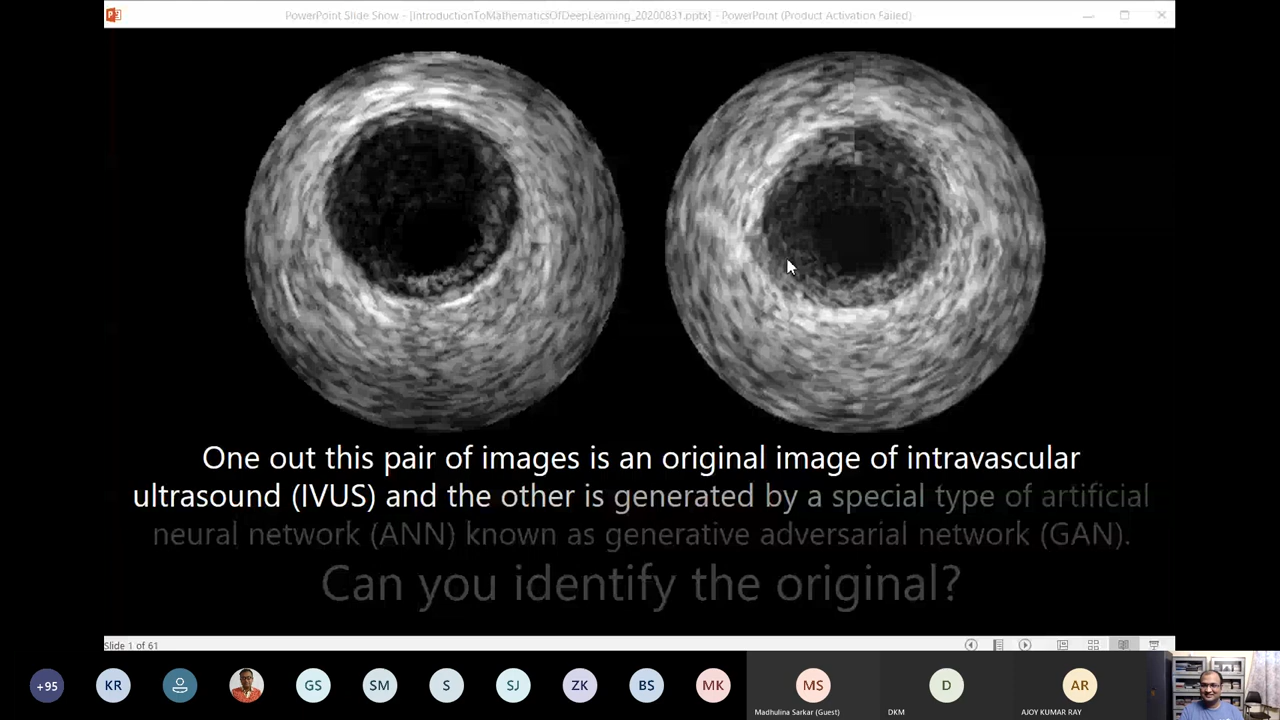 PowerPoint Slide Show - [IntroductionToMathematicsOfDeepLearning_20200831.pptx] - PowerPoint (Product Activation Failed)
One out this pair of images is an original image of intravascular
ultrasound (IVUS) and the other is generated by a special type of artificial
neural network (ANN) known as generative adversarial network (GAN).
Can you identify the original?
Slide 1 of 61
+95 KR GS SM S SJ ZK BS MK MS D AR
Madhulina Sarkar (Guest) DKM AJOY KUMAR RAY